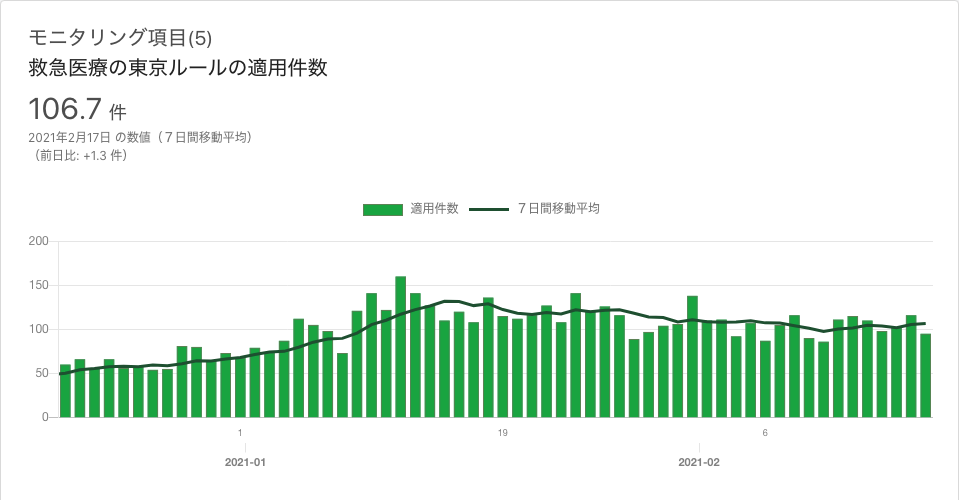 モニタリング項目(5)
救急医療の東京ルールの適用件数
106.7 件
2021年2月17日 の数値（７日間移動平均）
（前日比: +1.3 件）
適用件数 ７日間移動平均
200
150
100
50
0
1 19 6
2021-01 2021-02